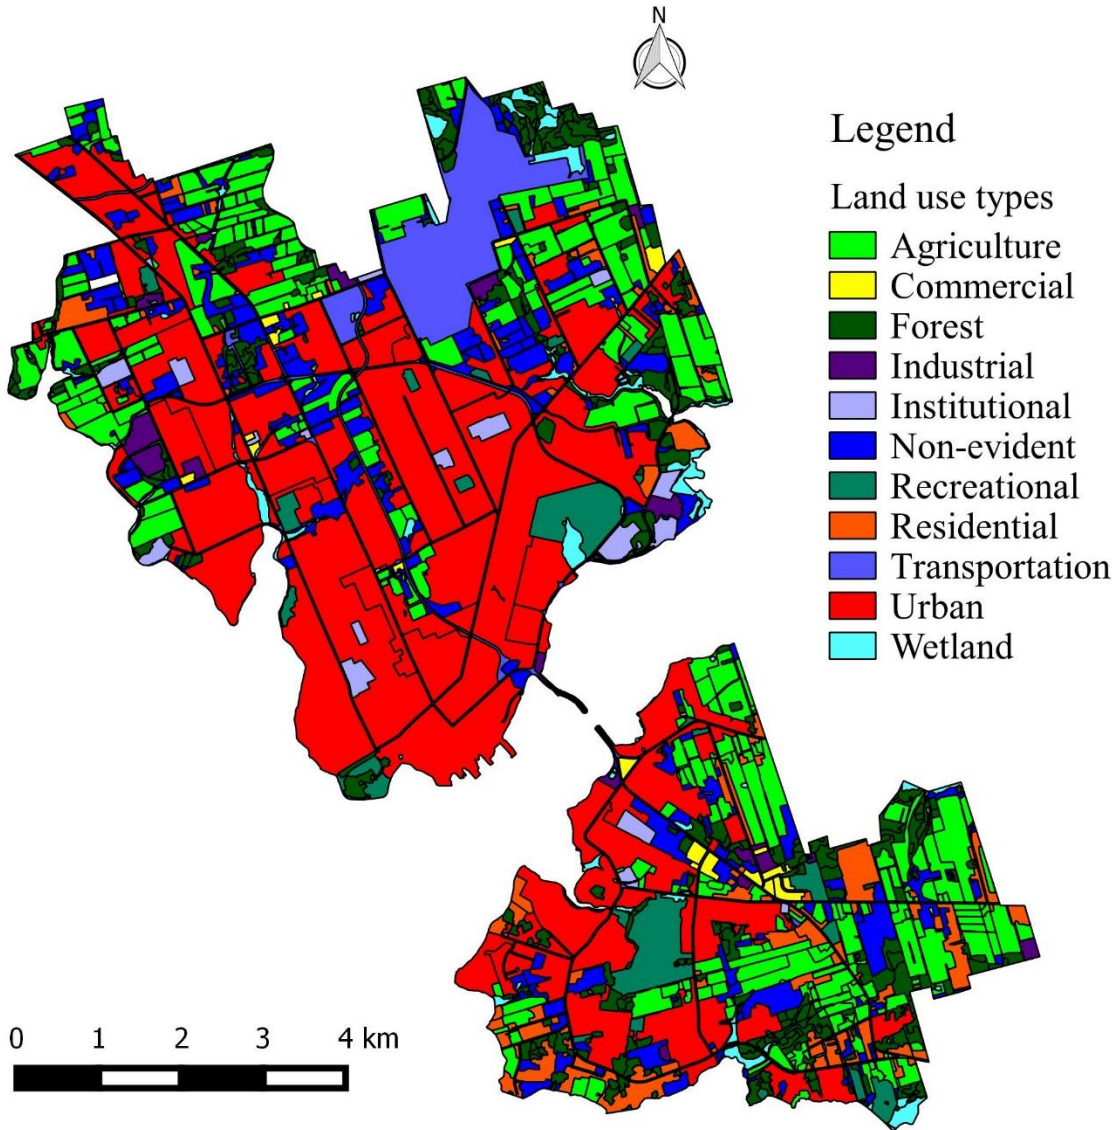 N
Legend
Land use types
Agriculture
Commercial
Forest
Industrial
Institutional
Non-evident
Recreational
Residential
Transportation
Urban
Wetland
0 1 2 3 4 km